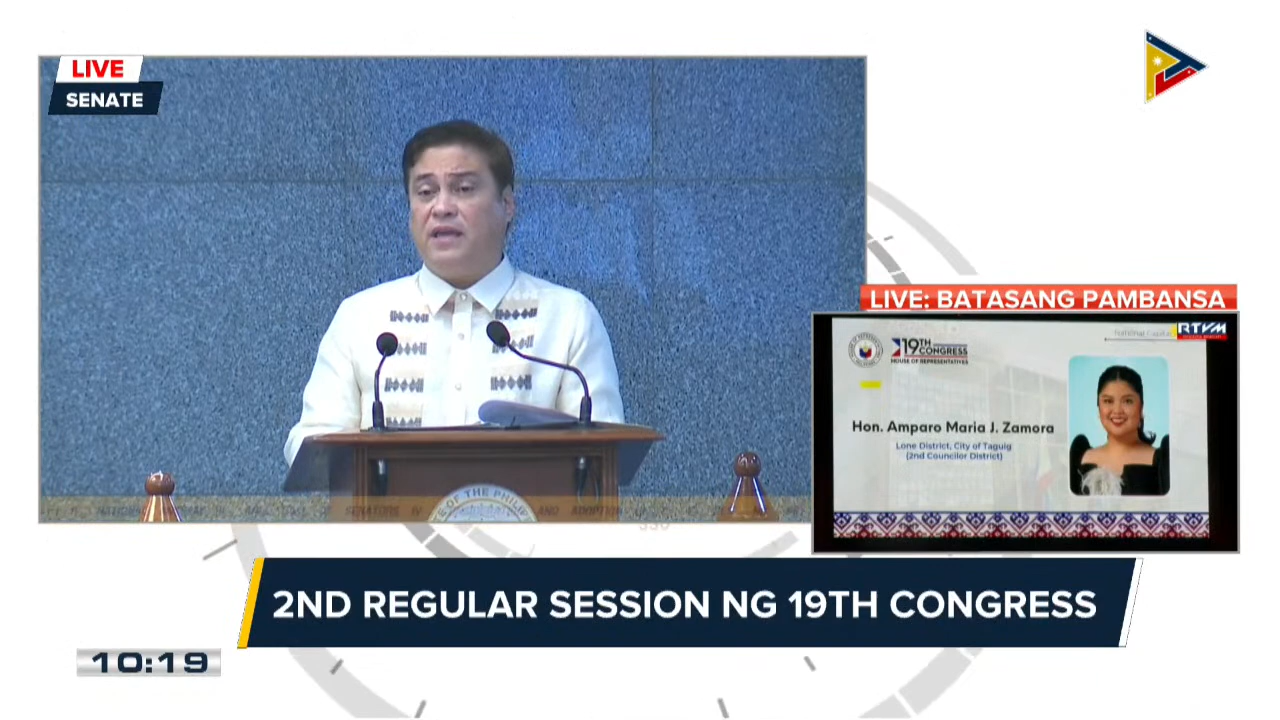 LIVE
SENATE
LIVE: BATASANG PAMBANSA
RTVM
19TH
CONGRESS
HOUSE OF REPRESENTATIVES
Hon. Amparo Maria J. Zamora
Lone District, City of Taguig
(2nd Councilor District)
2ND REGULAR SESSION NG 19TH CONGRESS
10:19